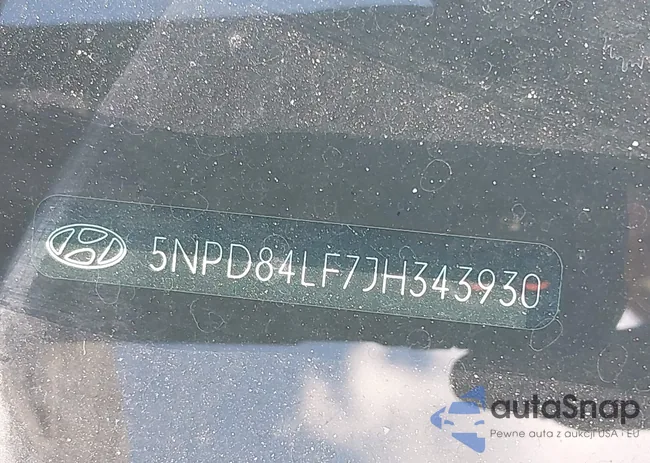 5NPD84LF7JH343930
autaSnap
Pewne auta z aukcji USA i EU